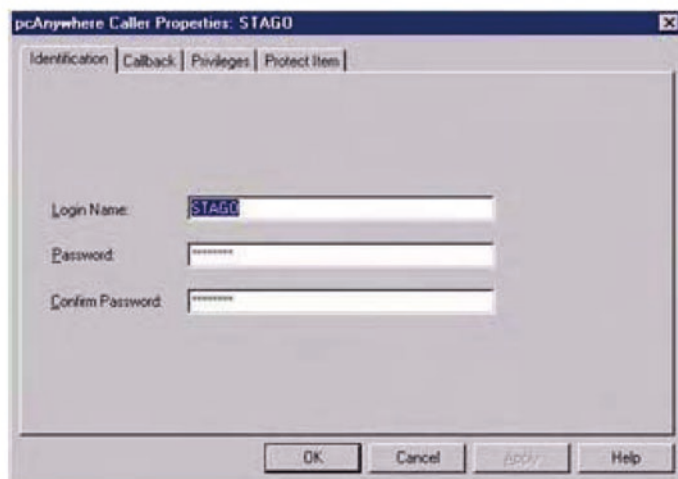 pcAnywhere Caller Properties: STAGO
Identification Callback Privileges Protect Item
Login Name: STAGO
Password: ********
Confirm Password: ********
OK Cancel Apply Help